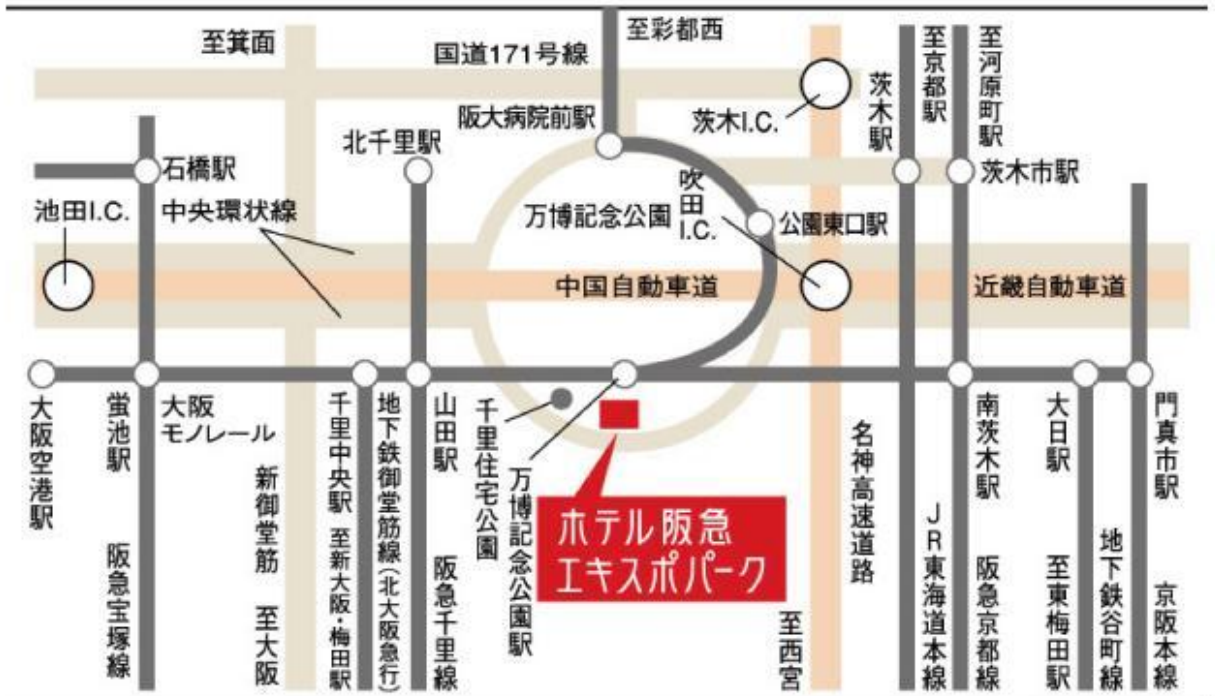 至箕面
国道171号線
至彩都西
至京都駅
至河原町駅
茨木駅
阪大病院前駅
茨木I.C.
北千里駅
石橋駅
茨木市駅
池田I.C.
中央環状線
万博記念公園
吹田I.C.
公園東口駅
中国自動車道
近畿自動車道
大阪空港駅
蛍池駅
大阪
モノレール
阪急宝塚線
新御堂筋 至大阪
千里中央駅 至新大阪・梅田駅
地下鉄御堂筋線(北大阪急行)
山田駅
阪急千里線
千里住宅公園
万博記念公園駅
ホテル阪急
エキスポパーク
至西宮
名神高速道路
JR東海道本線
南茨木駅
阪急京都線
大日駅
至東梅田駅
地下鉄谷町線
門真市駅
京阪本線